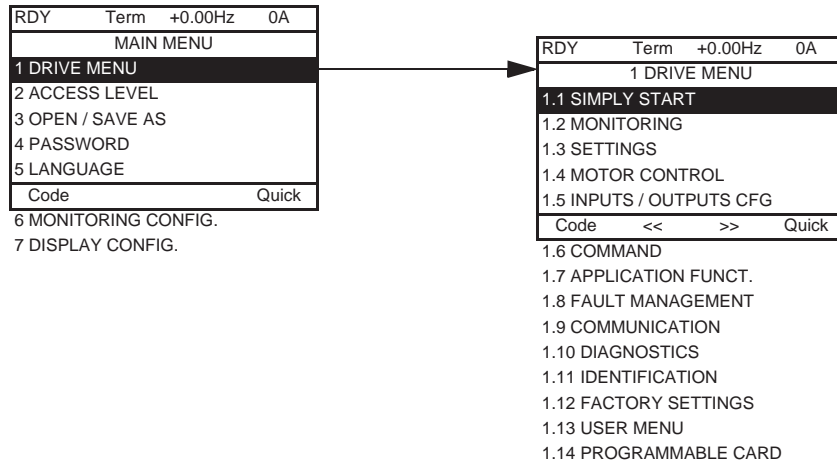 RDY Term +0.00Hz 0A
MAIN MENU
1 DRIVE MENU
2 ACCESS LEVEL
3 OPEN / SAVE AS
4 PASSWORD
5 LANGUAGE
Code Quick
6 MONITORING CONFIG.
7 DISPLAY CONFIG.
RDY Term +0.00Hz 0A
1 DRIVE MENU
1.1 SIMPLY START
1.2 MONITORING
1.3 SETTINGS
1.4 MOTOR CONTROL
1.5 INPUTS / OUTPUTS CFG
Code << >> Quick
1.6 COMMAND
1.7 APPLICATION FUNCT.
1.8 FAULT MANAGEMENT
1.9 COMMUNICATION
1.10 DIAGNOSTICS
1.11 IDENTIFICATION
1.12 FACTORY SETTINGS
1.13 USER MENU
1.14 PROGRAMMABLE CARD